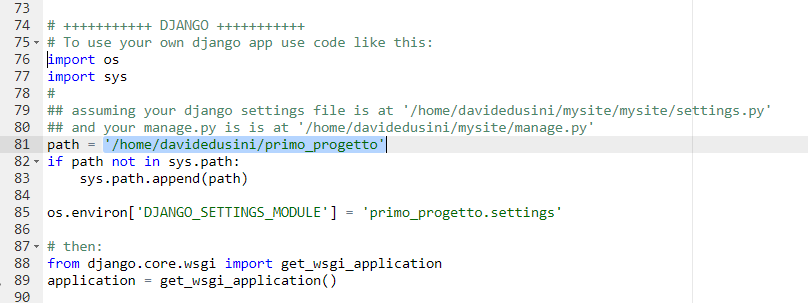 73
74 # +++++++++++ DJANGO +++++++++++
75 # To use your own django app use code like this:
76 import os
77 import sys
78 #
79 ## assuming your django settings file is at '/home/davidedusini/mysite/mysite/settings.py'
80 ## and your manage.py is is at '/home/davidedusini/mysite/manage.py'
81 path = '/home/davidedusini/primo_progetto'
82 if path not in sys.path:
83     sys.path.append(path)
84
85 os.environ['DJANGO_SETTINGS_MODULE'] = 'primo_progetto.settings'
86
87 # then:
88 from django.core.wsgi import get_wsgi_application
89 application = get_wsgi_application()
90